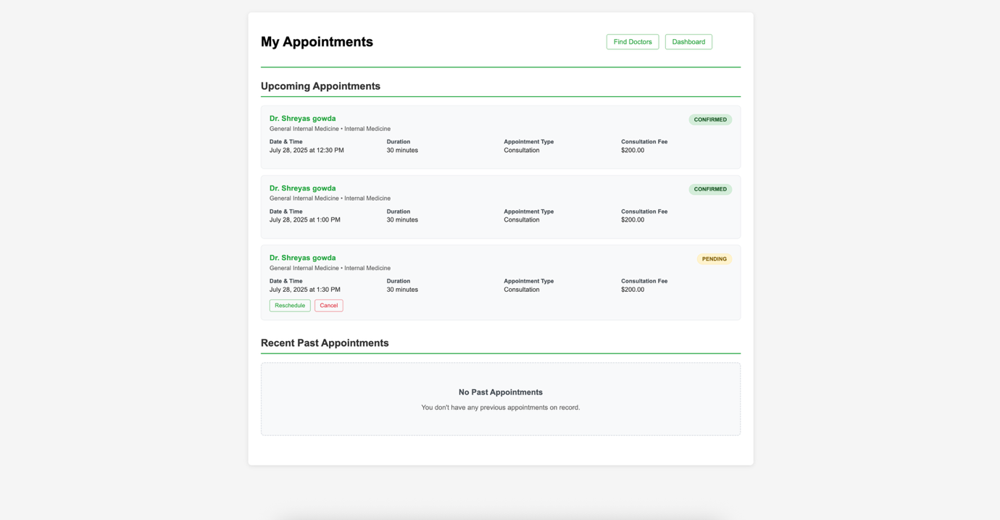 My Appointments
Find Doctors
Dashboard
Upcoming Appointments
Dr. Shreyas gowda
CONFIRMED
General Internal Medicine • Internal Medicine
Date & Time
Duration
Appointment Type
Consultation Fee
July 28, 2025 at 12:30 PM
30 minutes
Consultation
$200.00
Dr. Shreyas gowda
CONFIRMED
General Internal Medicine • Internal Medicine
Date & Time
Duration
Appointment Type
Consultation Fee
July 28, 2025 at 1:00 PM
30 minutes
Consultation
$200.00
Dr. Shreyas gowda
PENDING
General Internal Medicine • Internal Medicine
Date & Time
Duration
Appointment Type
Consultation Fee
July 28, 2025 at 1:30 PM
30 minutes
Consultation
$200.00
Reschedule
Cancel
Recent Past Appointments
No Past Appointments
You don't have any previous appointments on record.